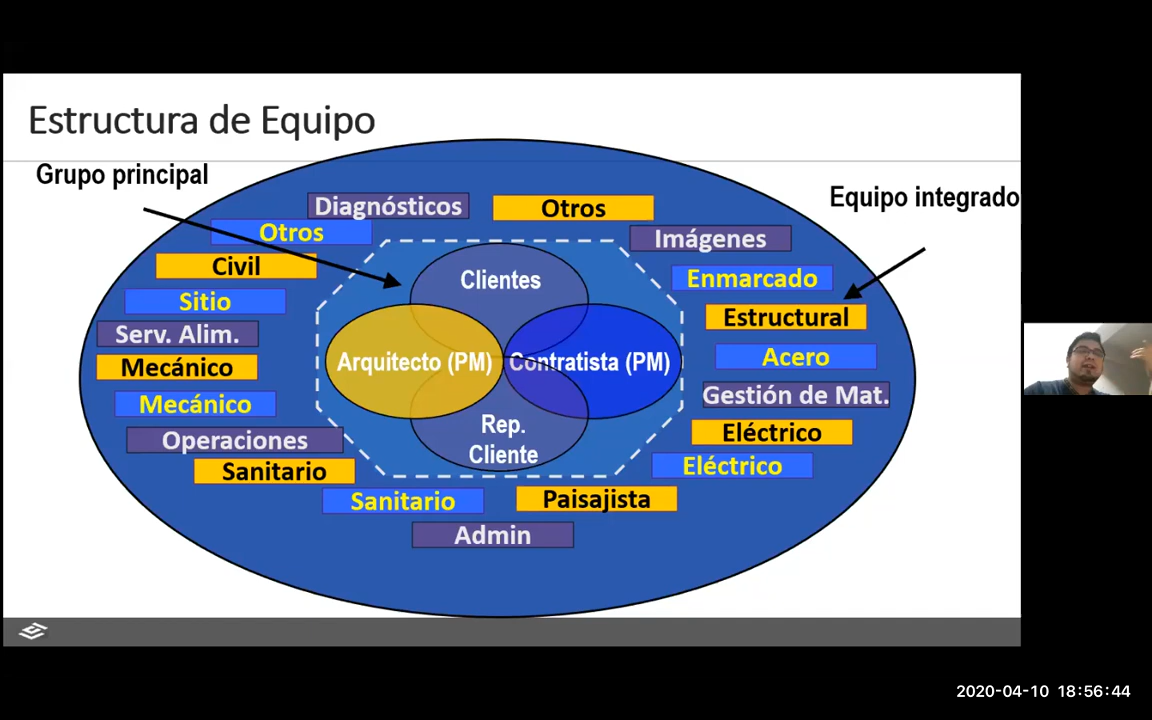 Estructura de Equipo
Grupo principal
Equipo integrado
Diagnósticos
Otros
Otros
Imágenes
Civil
Enmarcado
Sitio
Estructural
Serv. Alim.
Acero
Mecánico
Gestión de Mat.
Mecánico
Eléctrico
Operaciones
Eléctrico
Sanitario
Sanitario
Paisajista
Admin
Clientes
Arquitecto (PM)
Contratista (PM)
Rep.
Cliente
2020-04-10 18:56:44